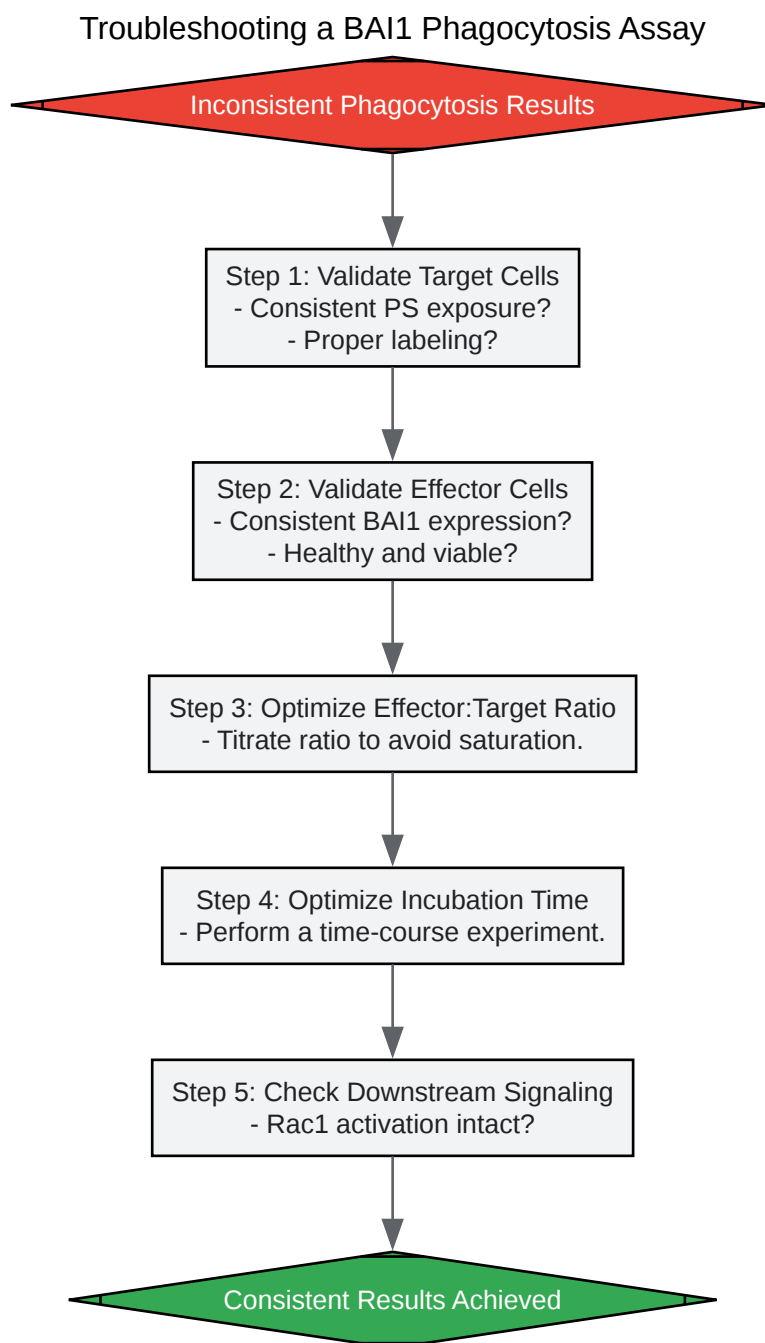 Troubleshooting a BAI1 Phagocytosis Assay
Inconsistent Phagocytosis Results
Step 1: Validate Target Cells
- Consistent PS exposure?
- Proper labeling?
Step 2: Validate Effector Cells
- Consistent BAI1 expression?
- Healthy and viable?
Step 3: Optimize Effector:Target Ratio
- Titrate ratio to avoid saturation.
Step 4: Optimize Incubation Time
- Perform a time-course experiment.
Step 5: Check Downstream Signaling
- Rac1 activation intact?
Consistent Results Achieved